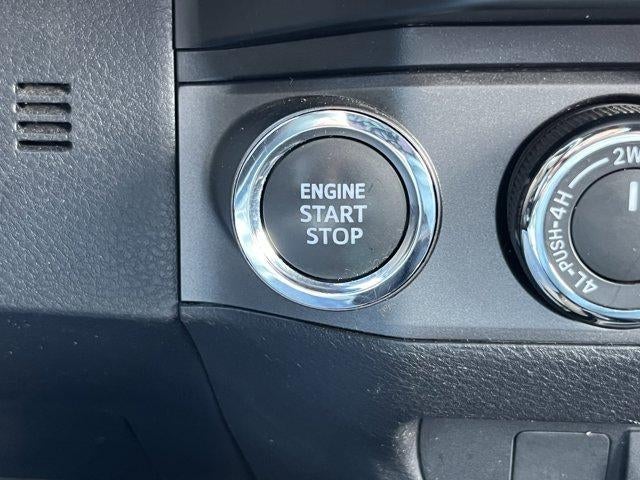 ENGINE
START
STOP
2W
4L-PUSH-4H